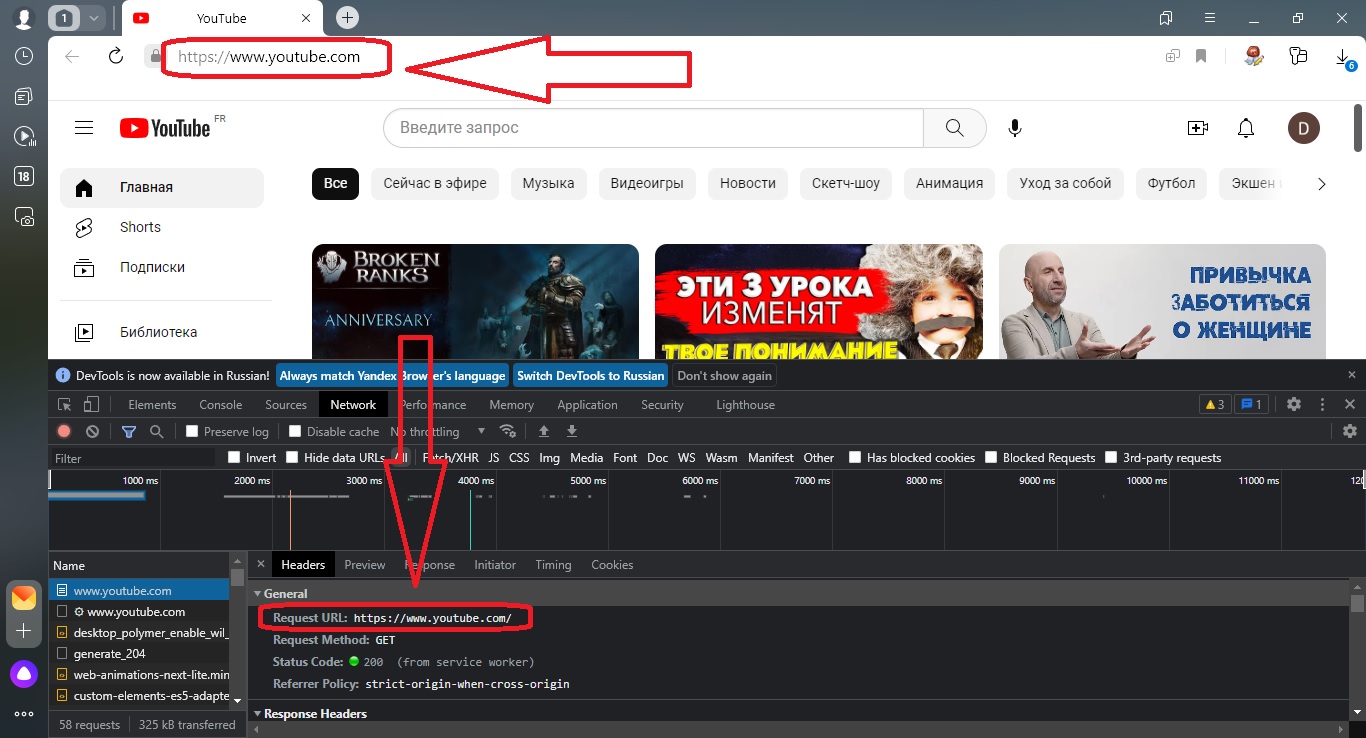 1
YouTube
https://www.youtube.com
6
YouTube FR
Введите запрос
D
18
Главная
Все
Сейчас в эфире
Музыка
Видеоигры
Новости
Скетч-шоу
Анимация
Уход за собой
Футбол
Экшен
Shorts
Подписки
Библиотека
BROKEN
RANKS
ANNIVERSARY
ЭТИ 3 УРОКА
ИЗМЕНЯТ
ТВОЕ ПОНИМАНИЕ
ПРИВЫЧКА
ЗАБОТИТЬСЯ
О ЖЕНЩИНЕ
DevTools is now available in Russian!
Always match Yandex Browser's language
Switch DevTools to Russian
Don't show again
Elements
Console
Sources
Network
Performance
Memory
Application
Security
Lighthouse
3
1
Preserve log
Disable cache
No throttling
Filter
Invert
Hide data URLs
All
Fetch/XHR
JS
CSS
Img
Media
Font
Doc
WS
Wasm
Manifest
Other
Has blocked cookies
Blocked Requests
3rd-party requests
1000 ms
2000 ms
3000 ms
4000 ms
5000 ms
6000 ms
7000 ms
8000 ms
9000 ms
10000 ms
11000 ms
120
Name
www.youtube.com
www.youtube.com
desktop_polymer_enable_wil_
generate_204
web-animations-next-lite.min
custom-elements-es5-adapte
58 requests
325 kB transferred
Headers
Preview
Response
Initiator
Timing
Cookies
General
Request URL: https://www.youtube.com/
Request Method: GET
Status Code: 200 (from service worker)
Referrer Policy: strict-origin-when-cross-origin
Response Headers